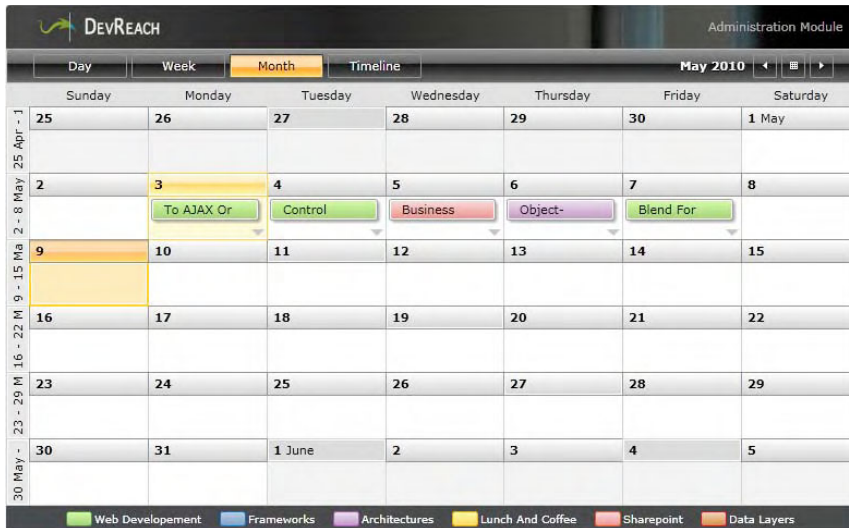 DEVREACH
Administration Module
Day Week Month Timeline May 2010
Sunday Monday Tuesday Wednesday Thursday Friday Saturday
25 Apr - 1
25 26 27 28 29 30 1 May
2 - 8 May
2 3 4 5 6 7 8
To AJAX Or Control Business Object- Blend For
9 - 15 Ma
9 10 11 12 13 14 15
16 - 22 M
16 17 18 19 20 21 22
23 - 29 M
23 24 25 26 27 28 29
30 May -
30 31 1 June 2 3 4 5
Web Developement Frameworks Architectures Lunch And Coffee Sharepoint Data Layers